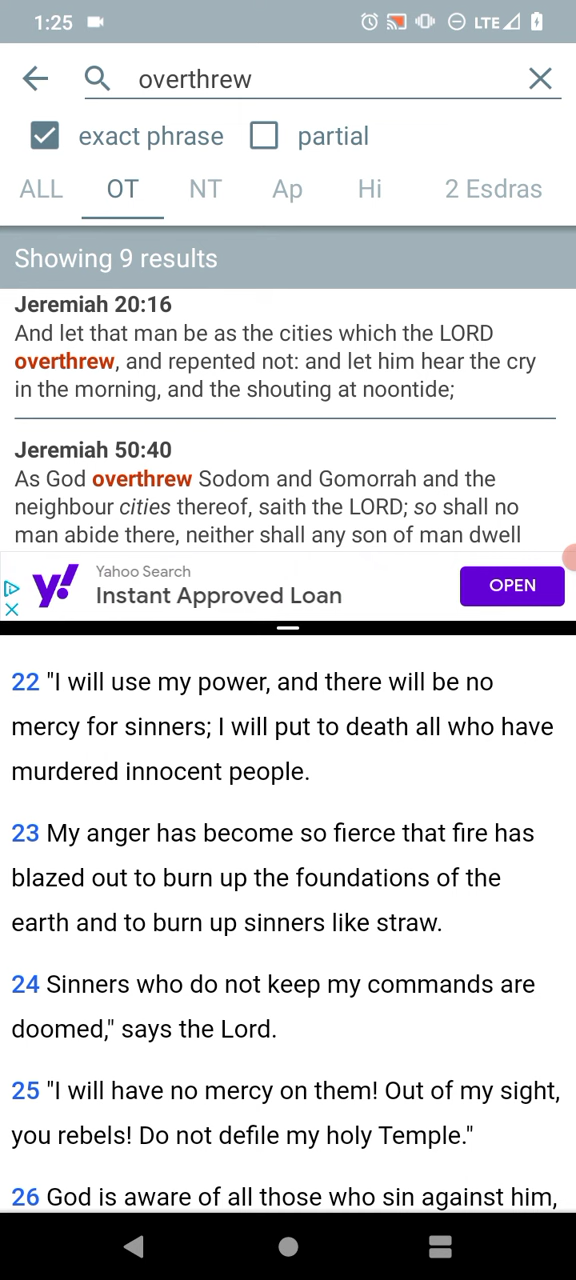 1:25 LTE
overthrew
exact phrase partial
ALL OT NT Ap Hi 2 Esdras
Showing 9 results
Jeremiah 20:16
And let that man be as the cities which the LORD
overthrew, and repented not: and let him hear the cry
in the morning, and the shouting at noontide;
Jeremiah 50:40
As God overthrew Sodom and Gomorrah and the
neighbour cities thereof, saith the LORD; so shall no
man abide there, neither shall any son of man dwell
Yahoo Search
y!
Instant Approved Loan
OPEN
22 "I will use my power, and there will be no
mercy for sinners; I will put to death all who have
murdered innocent people.
23 My anger has become so fierce that fire has
blazed out to burn up the foundations of the
earth and to burn up sinners like straw.
24 Sinners who do not keep my commands are
doomed," says the Lord.
25 "I will have no mercy on them! Out of my sight,
you rebels! Do not defile my holy Temple."
26 God is aware of all those who sin against him,